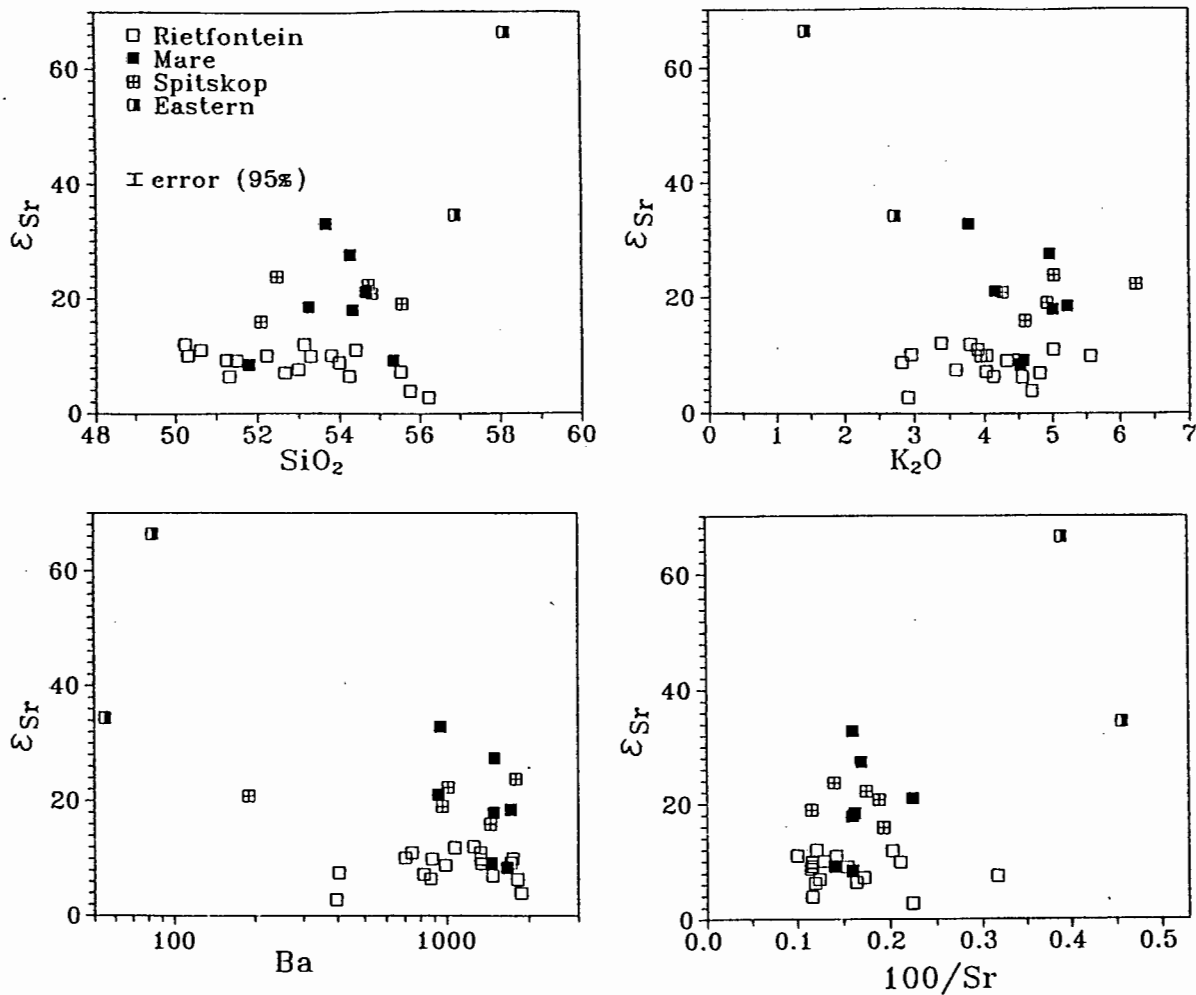 60
40
20
0
εSr
Rietfontein
Mare
Spitskop
Eastern
error (95%)
48 50 52 54 56 58 60
SiO₂
60
40
20
0
εSr
0 1 2 3 4 5 6 7
K₂O
60
40
20
0
εSr
100 1000
Ba
60
40
20
0
εSr
0.0 0.1 0.2 0.3 0.4 0.5
100/Sr